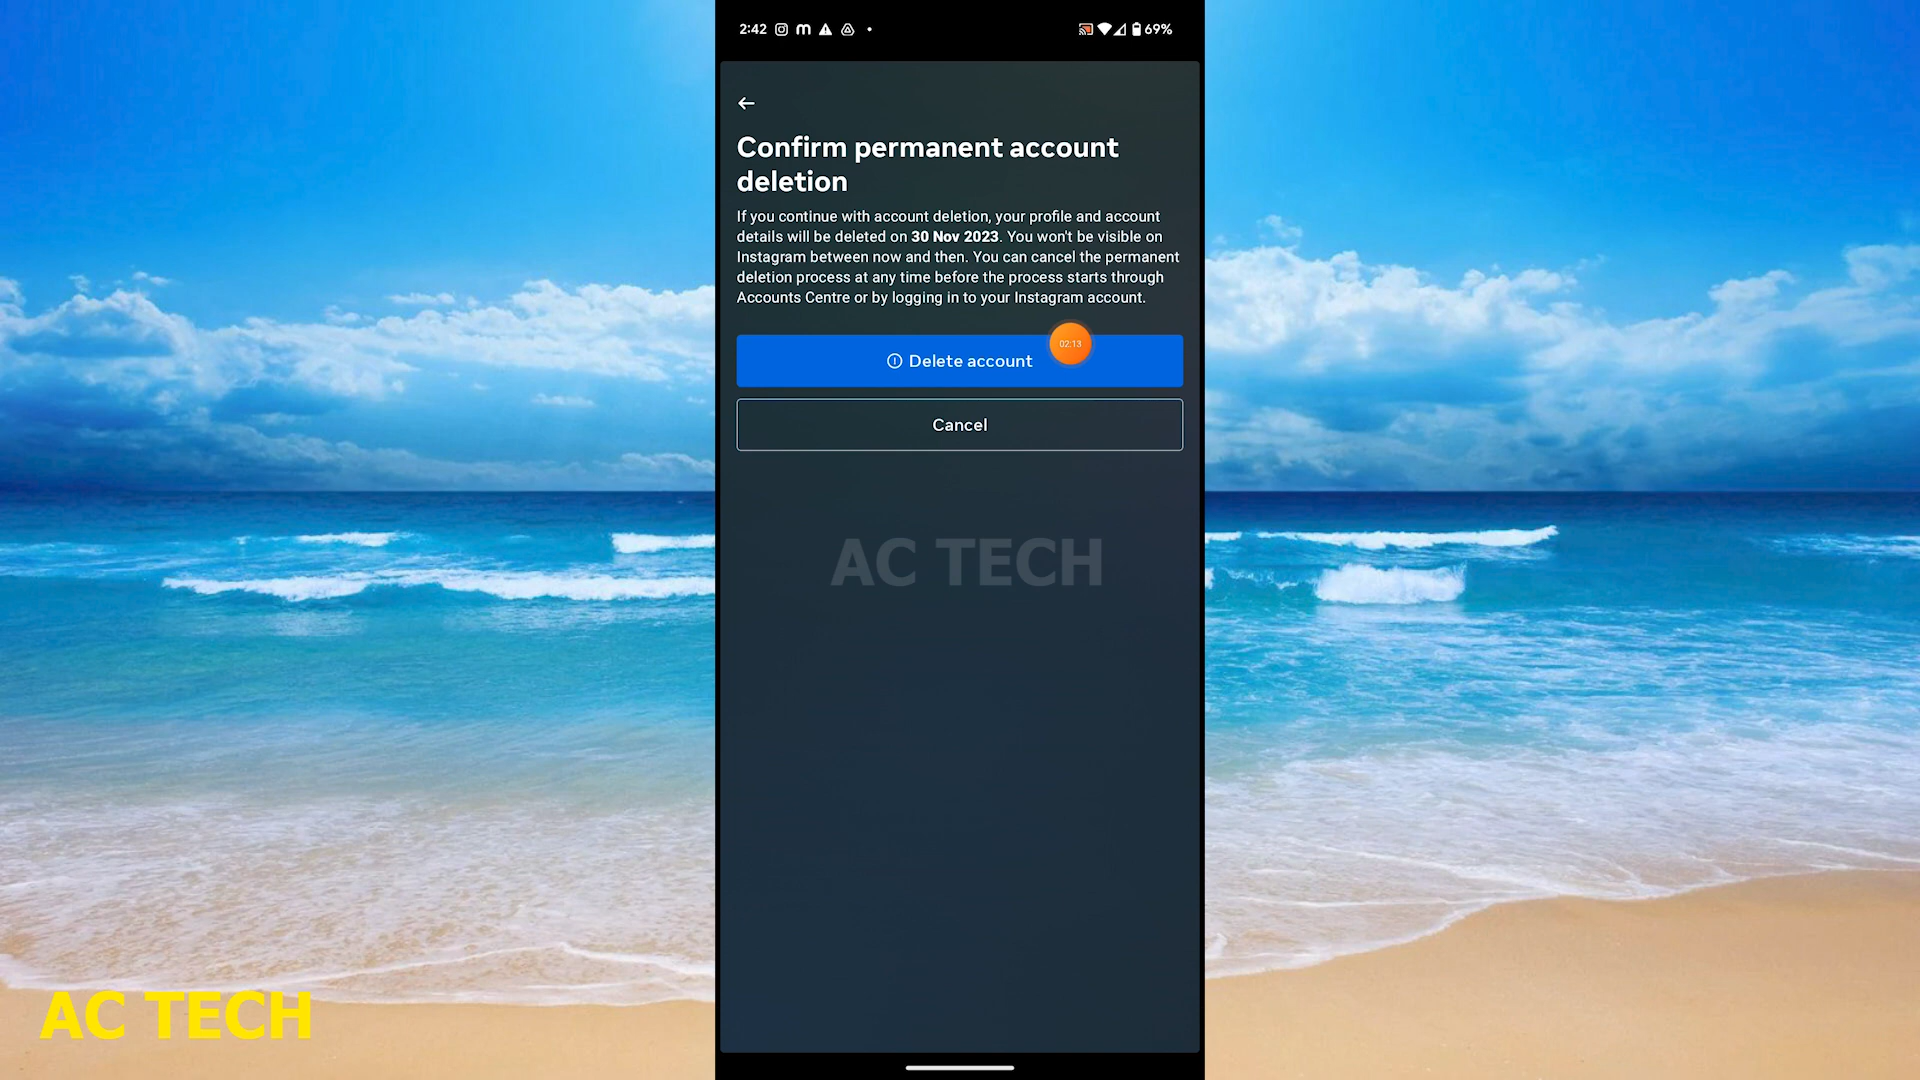 2:42
69%
Confirm permanent account
deletion
If you continue with account deletion, your profile and account
details will be deleted on 30 Nov 2023. You won't be visible on
Instagram between now and then. You can cancel the permanent
deletion process at any time before the process starts through
Accounts Centre or by logging in to your Instagram account.
02:13
Delete account
Cancel
AC TECH
AC TECH